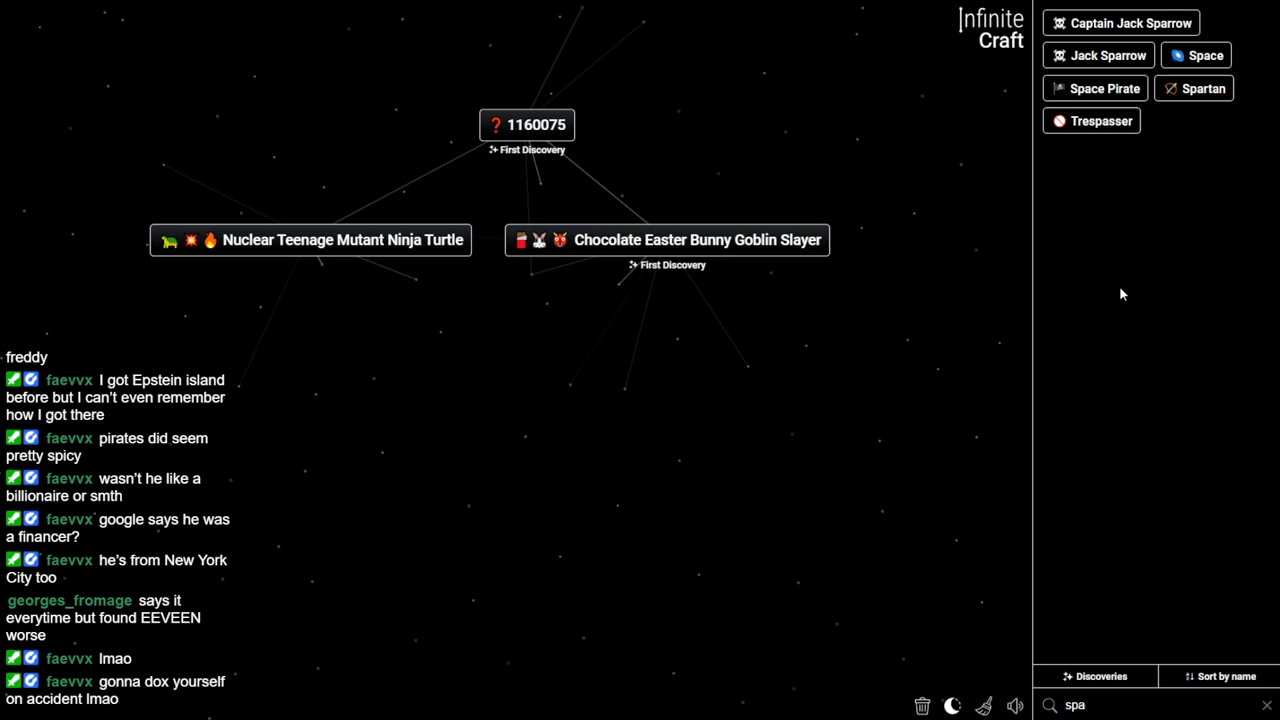 Infinite
Craft
❓ 1160075
First Discovery
Nuclear Teenage Mutant Ninja Turtle
Chocolate Easter Bunny Goblin Slayer
First Discovery
Captain Jack Sparrow
Jack Sparrow
Space
Space Pirate
Spartan
Trespasser
freddy
faevvx I got Epstein island
before but I can't even remember
how I got there
faevvx pirates did seem
pretty spicy
faevvx wasn't he like a
billionaire or smth
faevvx google says he was
a financer?
faevvx he's from New York
City too
georges_fromage says it
everytime but found EEVEEN
worse
faevvx lmao
faevvx gonna dox yourself
on accident lmao
Discoveries
Sort by name
spa